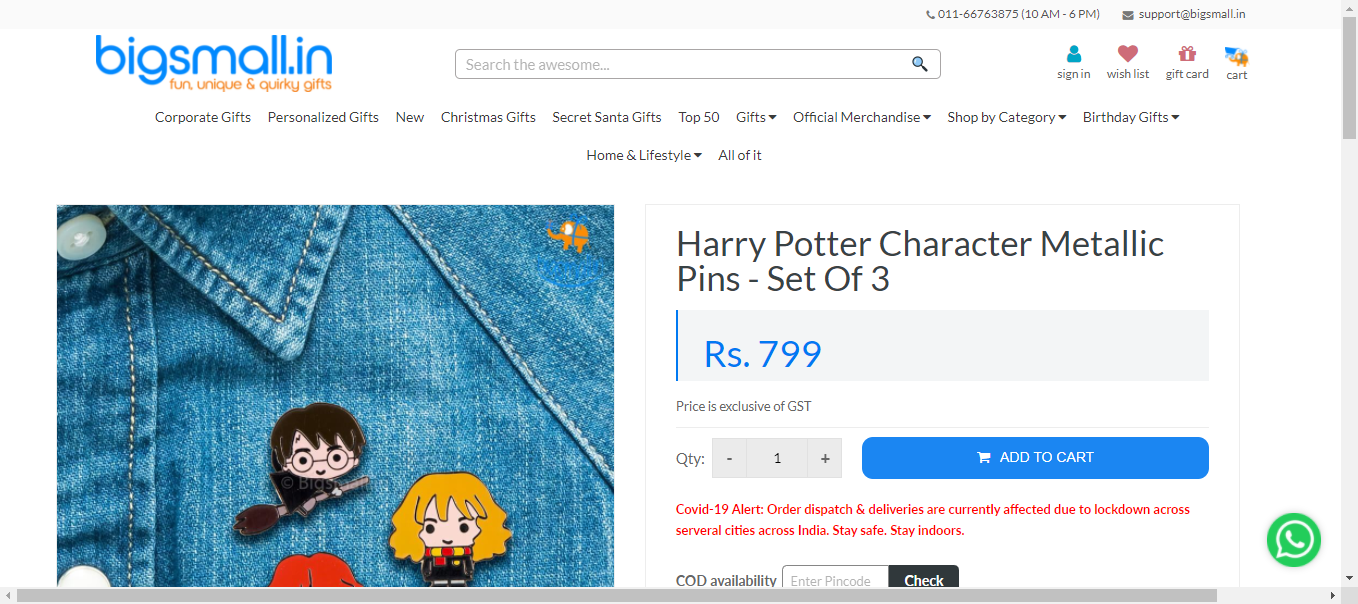 011-66763875 (10 AM - 6 PM) support@bigsmall.in
bigsmall.in
fun, unique & quirky gifts
Search the awesome...
sign in wish list gift card cart
Corporate Gifts Personalized Gifts New Christmas Gifts Secret Santa Gifts Top 50 Gifts Official Merchandise Shop by Category Birthday Gifts
Home & Lifestyle All of it
Harry Potter Character Metallic
Pins - Set Of 3
Rs. 799
Price is exclusive of GST
Qty: - 1 + ADD TO CART
Covid-19 Alert: Order dispatch & deliveries are currently affected due to lockdown across
serveral cities across India. Stay safe. Stay indoors.
COD availability Enter Pincode Check